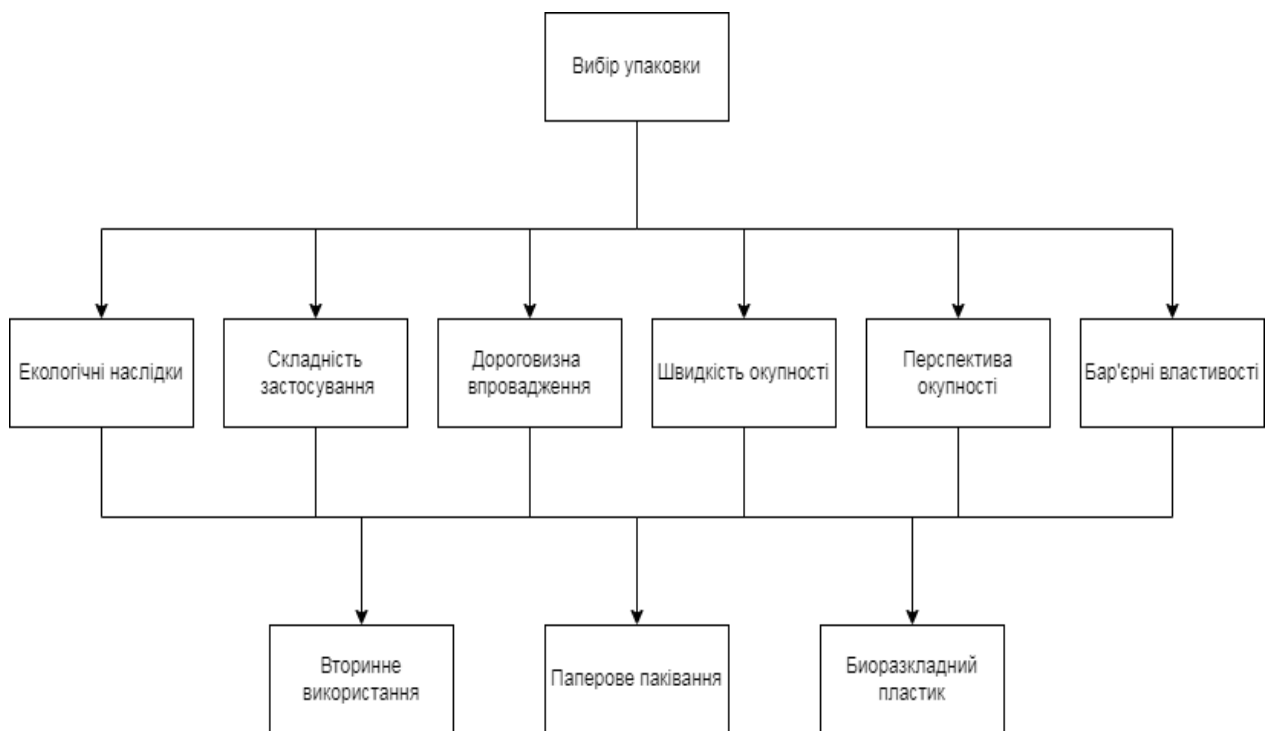 Вибір упаковки
Екологічні наслідки
Складність
застосування
Дороговизна
впровадження
Швидкість окупності
Перспектива
окупності
Бар'єрні властивості
Вторинне
використання
Паперове паківання
Биоразкладний
пластик